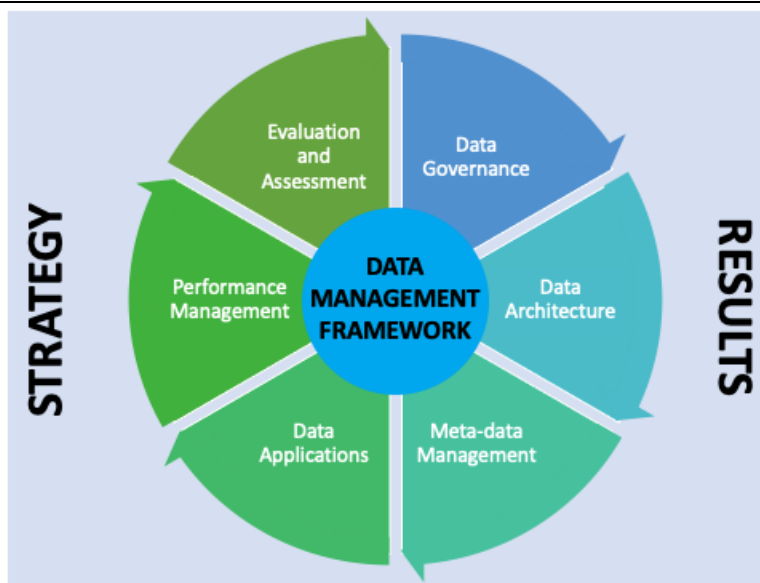 STRATEGY
Evaluation
and
Assessment
Data
Governance
Performance
Management
DATA
MANAGEMENT
FRAMEWORK
Data
Architecture
Data
Applications
Meta-data
Management
RESULTS